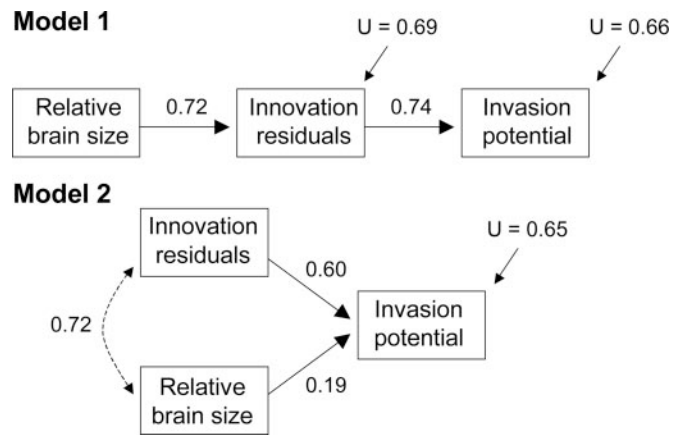 Model 1
U = 0.69
U = 0.66
Relative
brain size
0.72
Innovation
residuals
0.74
Invasion
potential
Model 2
Innovation
residuals
U = 0.65
0.60
Invasion
potential
0.72
Relative
brain size
0.19